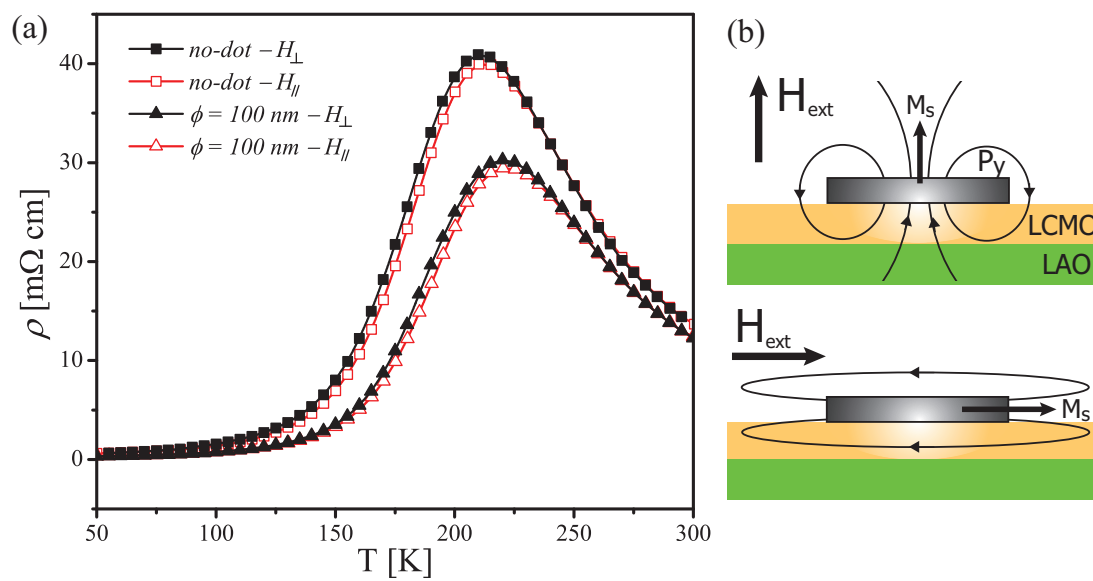 (a)
no-dot – H⊥
no-dot – H//
ϕ = 100 nm – H⊥
ϕ = 100 nm – H//
ρ [mΩ cm]
40
30
20
10
0
50 100 150 200 250 300
T [K]
(b)
Hext
Ms
Py
LCMO
LAO
Hext
Ms